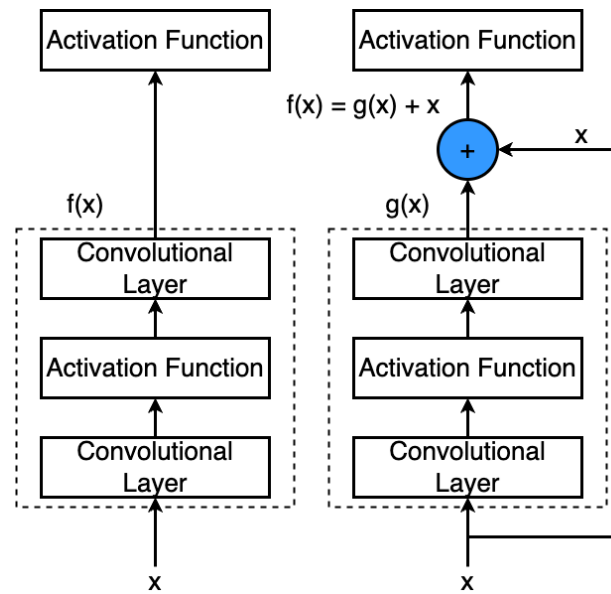 Activation Function
f(x)
Convolutional
Layer
Activation Function
Convolutional
Layer
x
Activation Function
f(x) = g(x) + x
+
x
g(x)
Convolutional
Layer
Activation Function
Convolutional
Layer
x